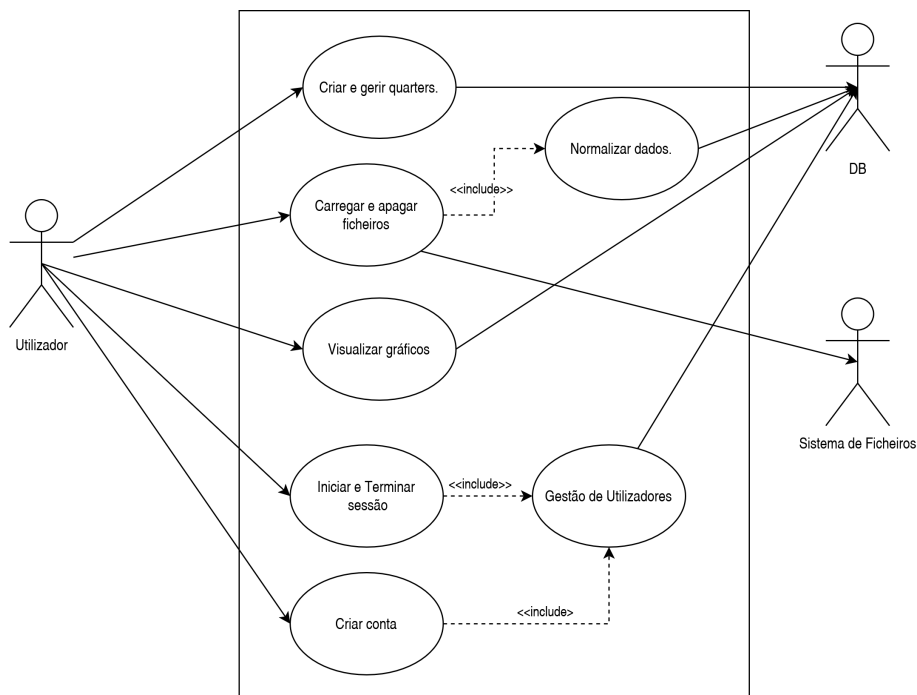 Criar e gerir quarters.
Normalizar dados.
DB
<<include>>
Carregar e apagar
ficheiros
Utilizador
Visualizar gráficos
Sistema de Ficheiros
Iniciar e Terminar
sessão
<<include>>
Gestão de Utilizadores
<<include>
Criar conta